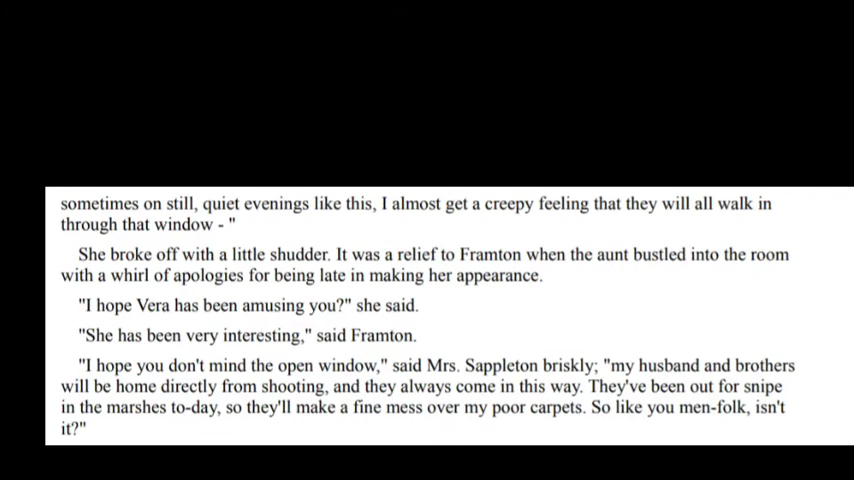 sometimes on still, quiet evenings like this, I almost get a creepy feeling that they will all walk in
through that window - "
She broke off with a little shudder. It was a relief to Framton when the aunt bustled into the room
with a whirl of apologies for being late in making her appearance.
"I hope Vera has been amusing you?" she said.
"She has been very interesting," said Framton.
"I hope you don't mind the open window," said Mrs. Sappleton briskly; "my husband and brothers
will be home directly from shooting, and they always come in this way. They've been out for snipe
in the marshes to-day, so they'll make a fine mess over my poor carpets. So like you men-folk, isn't
it?"